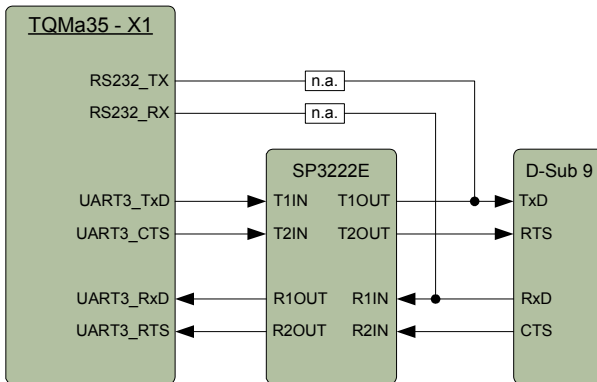 TQMa35 - X1
RS232_TX
n.a.
RS232_RX
n.a.
SP3222E
D-Sub 9
UART3_TxD
T1IN
T1OUT
TxD
UART3_CTS
T2IN
T2OUT
RTS
UART3_RxD
R1OUT
R1IN
RxD
UART3_RTS
R2OUT
R2IN
CTS